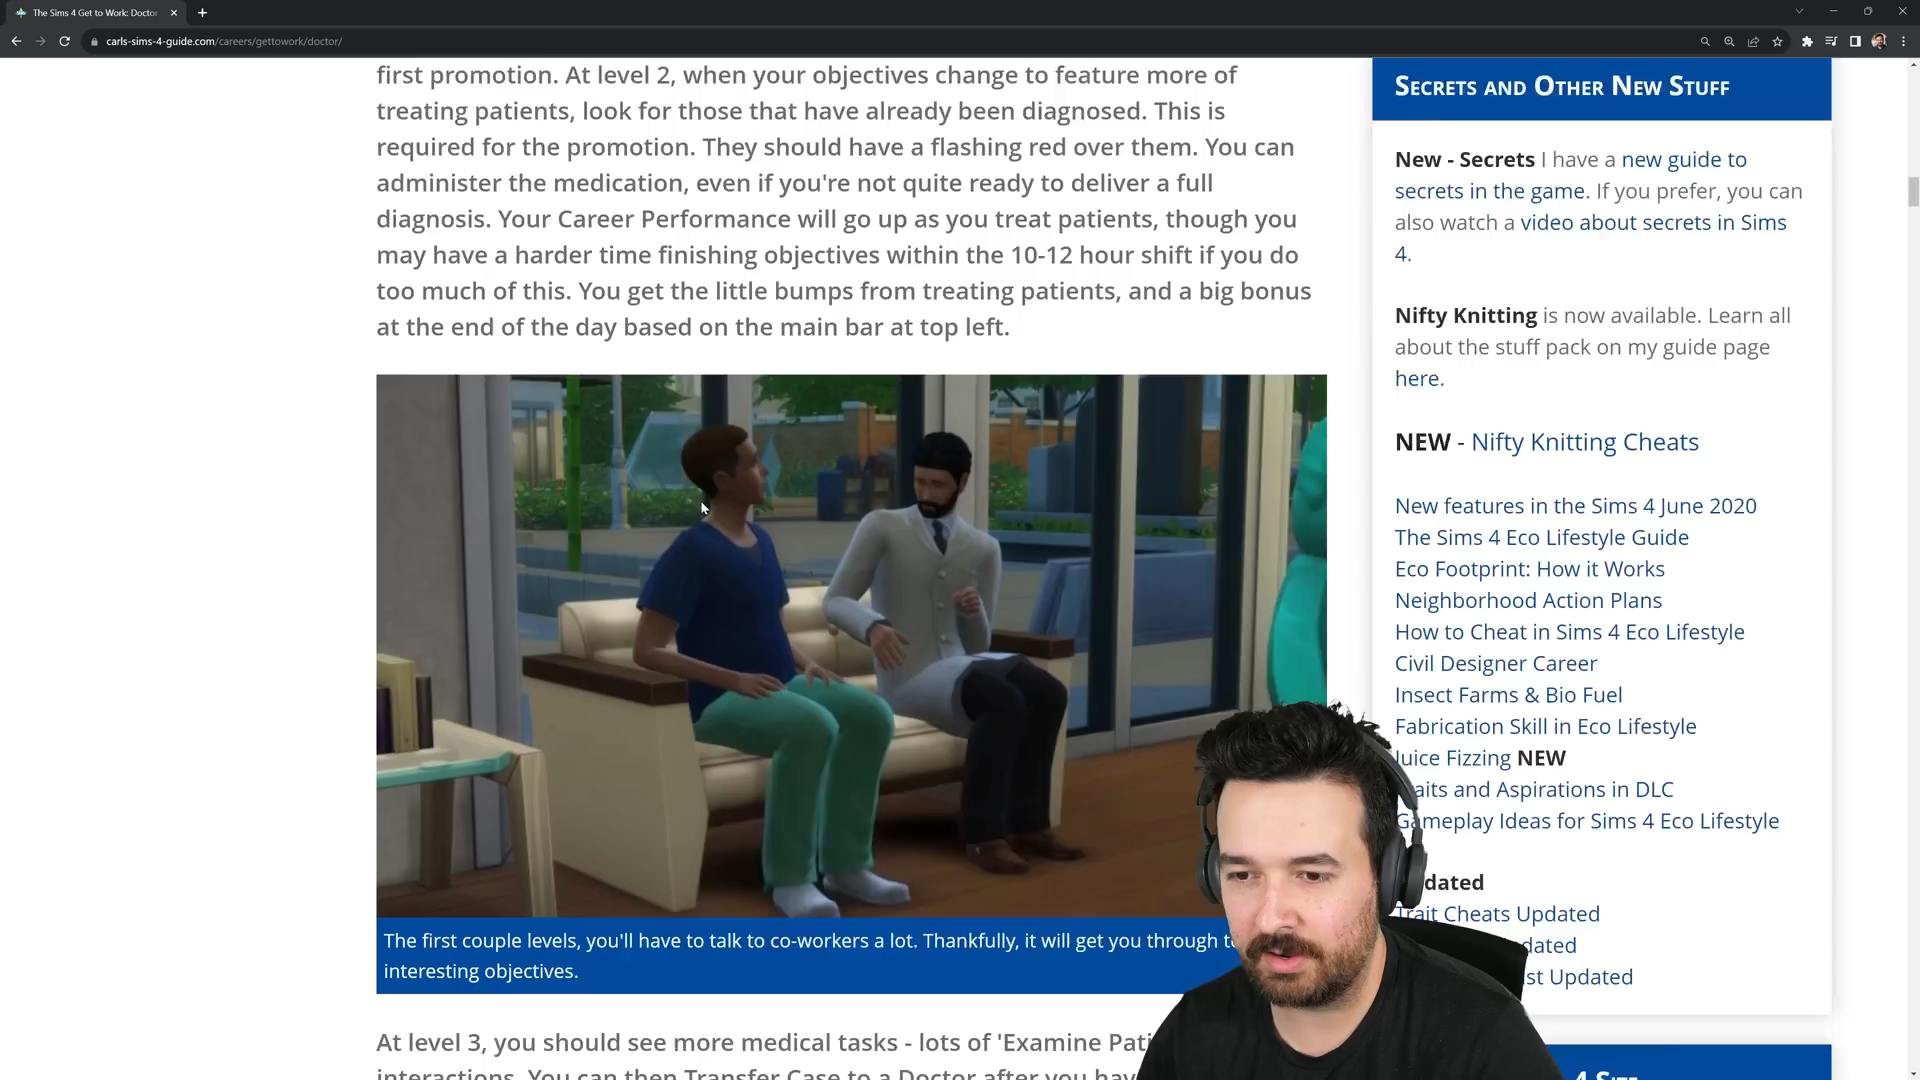 The Sims 4 Get to Work: Doctor
carls-sims-4-guide.com/careers/gettowork/doctor/
first promotion. At level 2, when your objectives change to feature more of
treating patients, look for those that have already been diagnosed. This is
required for the promotion. They should have a flashing red over them. You can
administer the medication, even if you're not quite ready to deliver a full
diagnosis. Your Career Performance will go up as you treat patients, though you
may have a harder time finishing objectives within the 10-12 hour shift if you do
too much of this. You get the little bumps from treating patients, and a big bonus
at the end of the day based on the main bar at top left.
The first couple levels, you'll have to talk to co-workers a lot. Thankfully, it will get you through
interesting objectives.
At level 3, you should see more medical tasks - lots of 'Examine
interactions. You can then Transfer Case to a Doctor after you
Secrets and Other New Stuff
New - Secrets I have a new guide to
secrets in the game. If you prefer, you can
also watch a video about secrets in Sims
4.
Nifty Knitting is now available. Learn all
about the stuff pack on my guide page
here.
NEW - Nifty Knitting Cheats
New features in the Sims 4 June 2020
The Sims 4 Eco Lifestyle Guide
Eco Footprint: How it Works
Neighborhood Action Plans
How to Cheat in Sims 4 Eco Lifestyle
Civil Designer Career
Insect Farms & Bio Fuel
Fabrication Skill in Eco Lifestyle
Juice Fizzing NEW
and Aspirations in DLC
Gameplay Ideas for Sims 4 Eco Lifestyle
Trait Cheats Updated
Updated